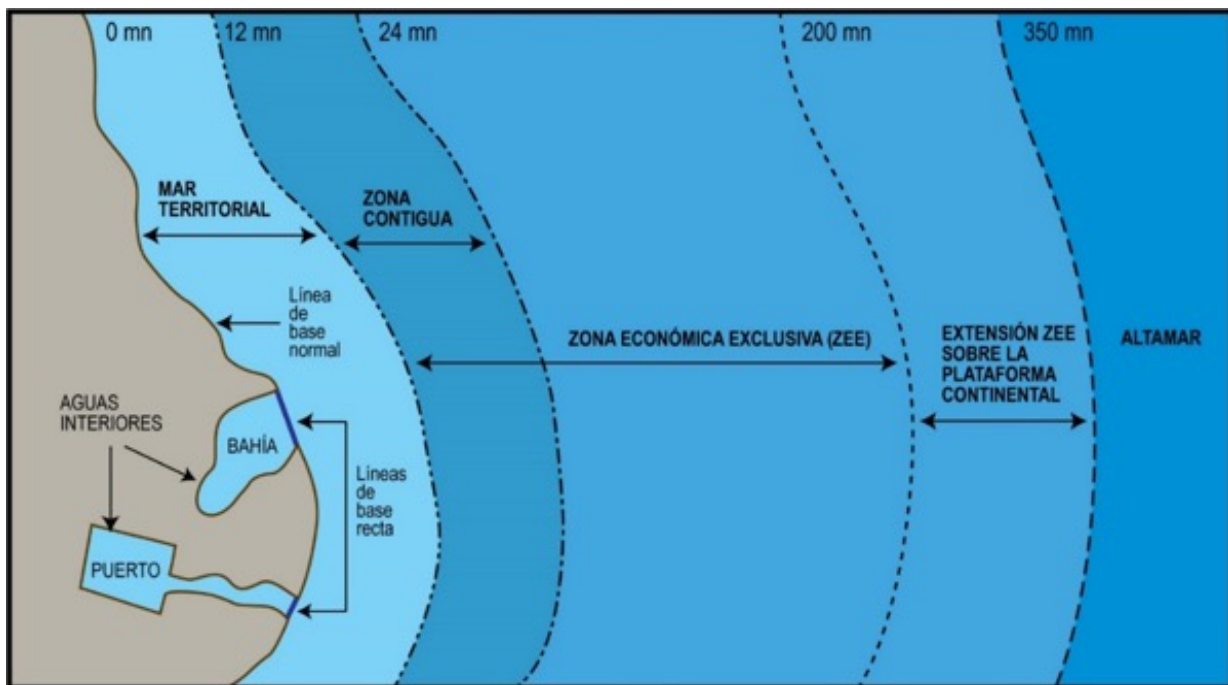 0 mn
12 mn
24 mn
200 mn
350 mn
MAR
TERRITORIAL
ZONA
CONTIGUA
Línea
de
base
normal
ZONA ECONÓMICA EXCLUSIVA (ZEE)
EXTENSIÓN ZEE
SOBRE LA
PLATAFORMA
CONTINENTAL
ALTAMAR
AGUAS
INTERIORES
BAHÍA
Líneas
de
base
recta
PUERTO